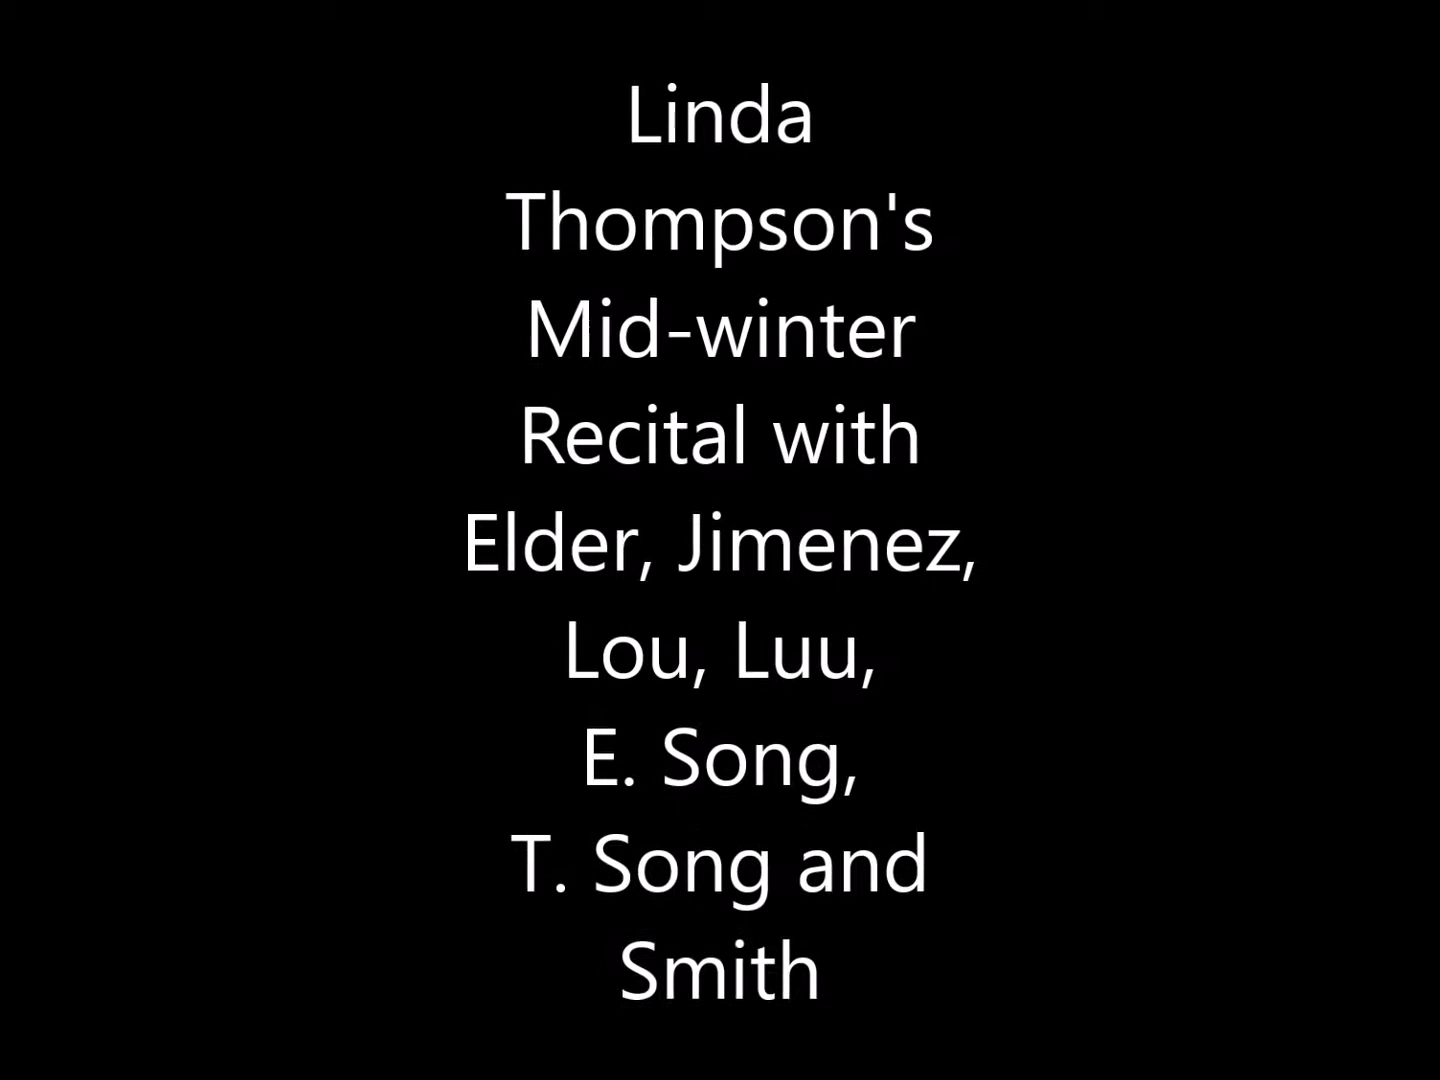 Linda
Thompson's
Mid-winter
Recital with
Elder, Jimenez,
Lou, Luu,
E. Song,
T. Song and
Smith